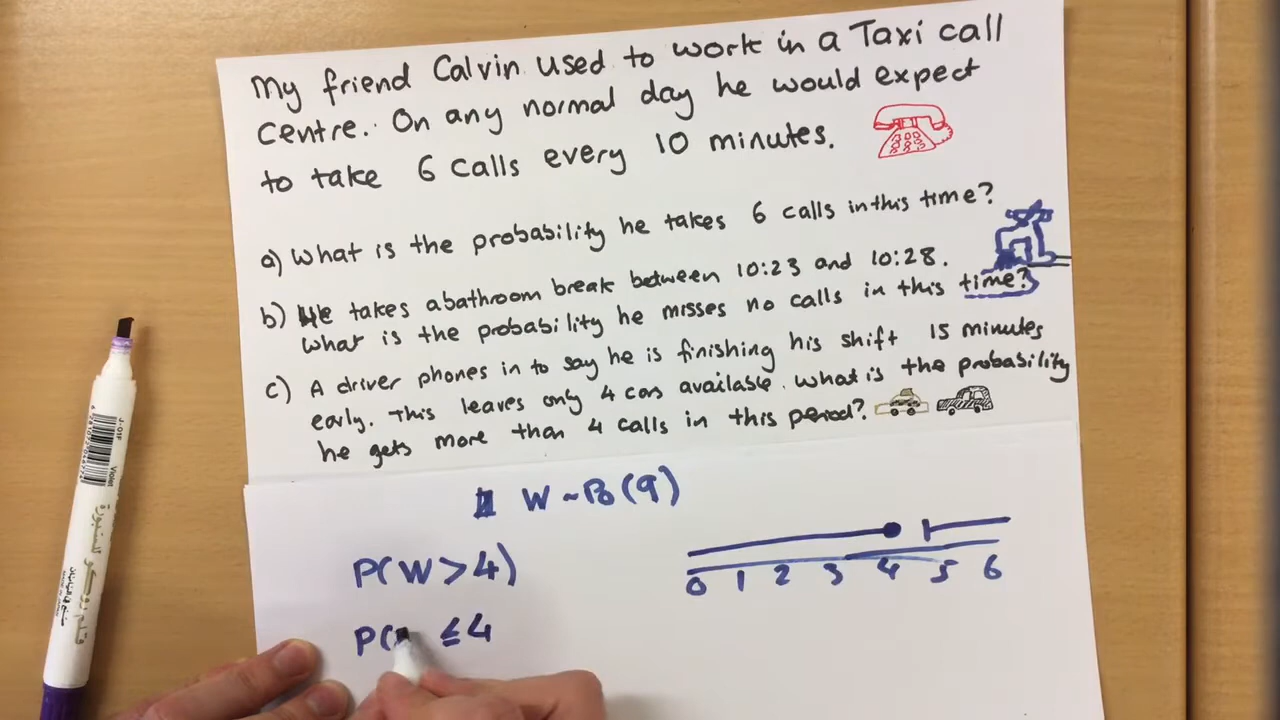 My friend Calvin used to work in a Taxi call
centre. On any normal day he would expect
to take 6 calls every 10 minutes.
a) What is the probability he takes 6 calls in this time?
b) He takes a bathroom break between 10:23 and 10:28.
What is the probability he misses no calls in this time?
c) A driver phones in to say he is finishing his shift 15 minutes
early. This leaves only 4 cars available. What is the probability
he gets more than 4 calls in this period?
W ~ Po (9)
P(W > 4)
P( ≤ 4
0 1 2 3 4 5 6
J-01F
Violet